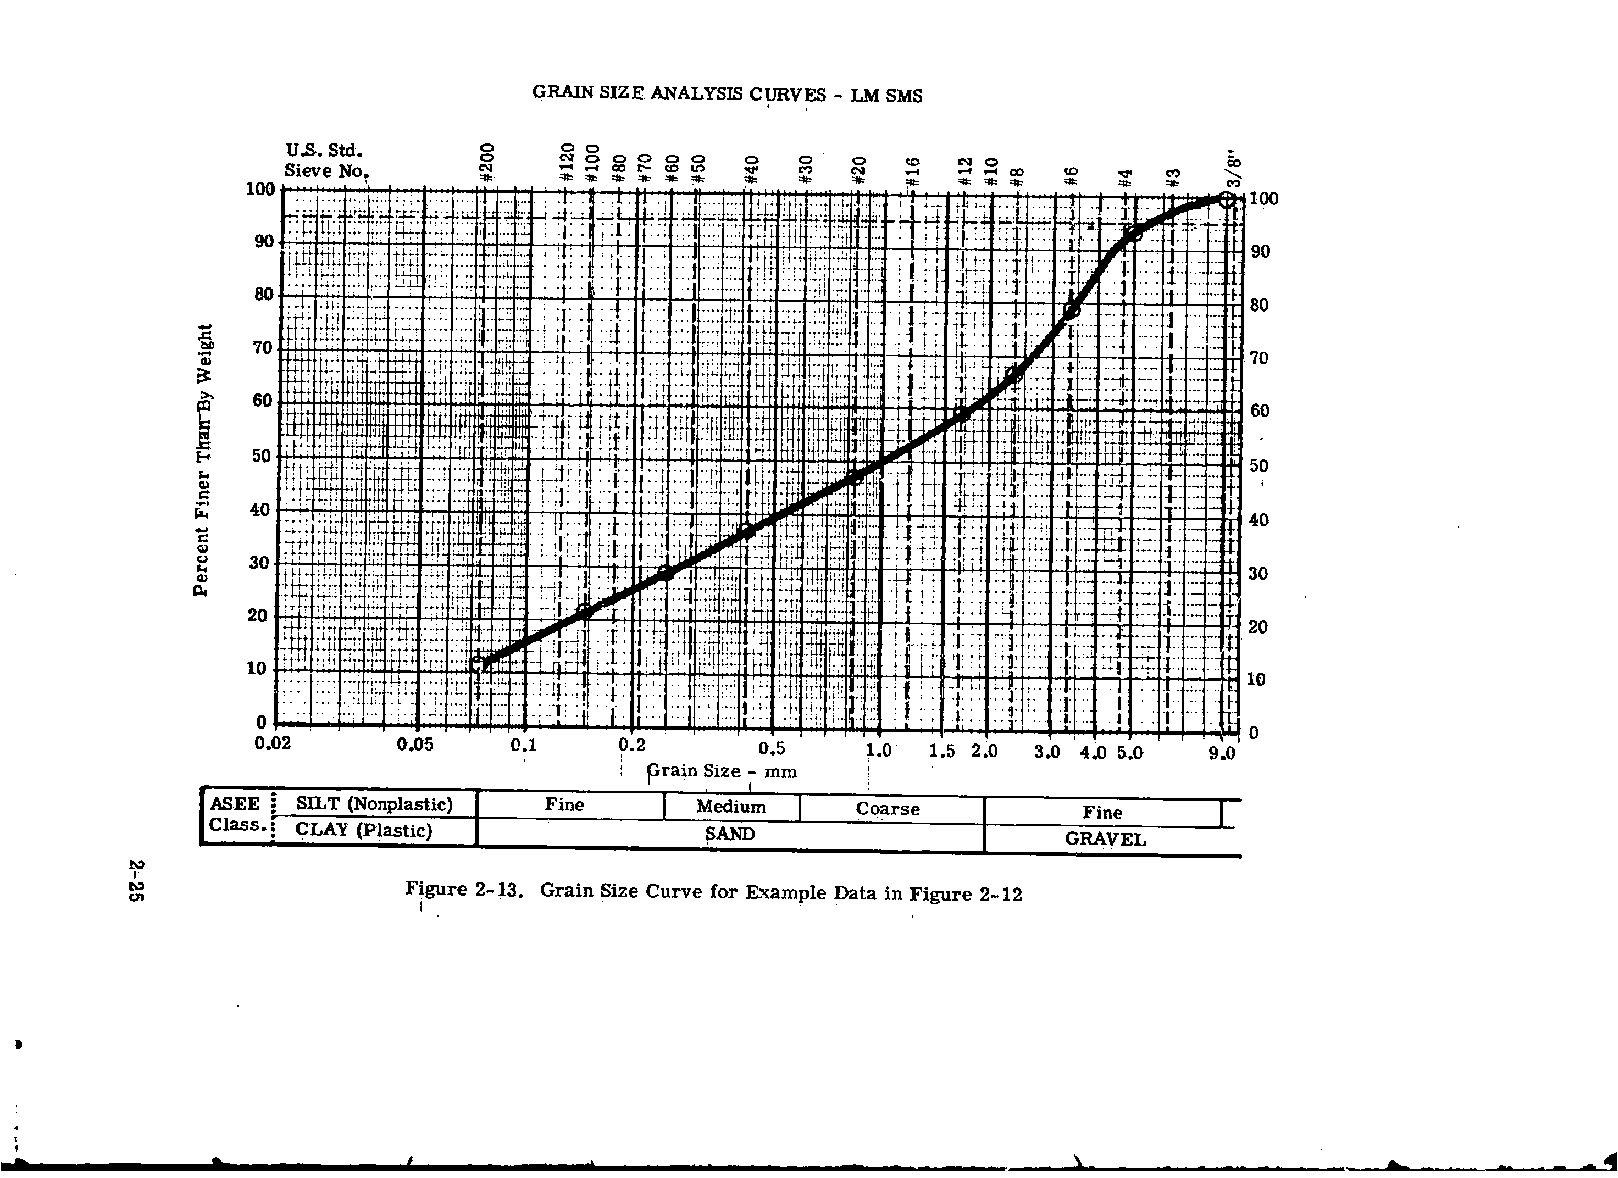 GRAIN SIZE ANALYSIS CURVES - LM SMS
U.S. Std.
Sieve No.
#200 #120 #100 #80 #70 #60 #50 #40 #30 #20 #16 #12 #10 #8 #6 #4 #3 3/8"
100 100
90 90
80 80
70 70
60 60
50 50
40 40
30 30
20 20
10 10
0 0
Percent Finer Than By Weight
0.02 0.05 0.1 0.2 0.5 1.0 1.5 2.0 3.0 4.0 5.0 9.0
Grain Size - mm
ASEE SILT (Nonplastic) Fine Medium Coarse Fine
Class. CLAY (Plastic) SAND GRAVEL
2-25
Figure 2-13. Grain Size Curve for Example Data in Figure 2-12